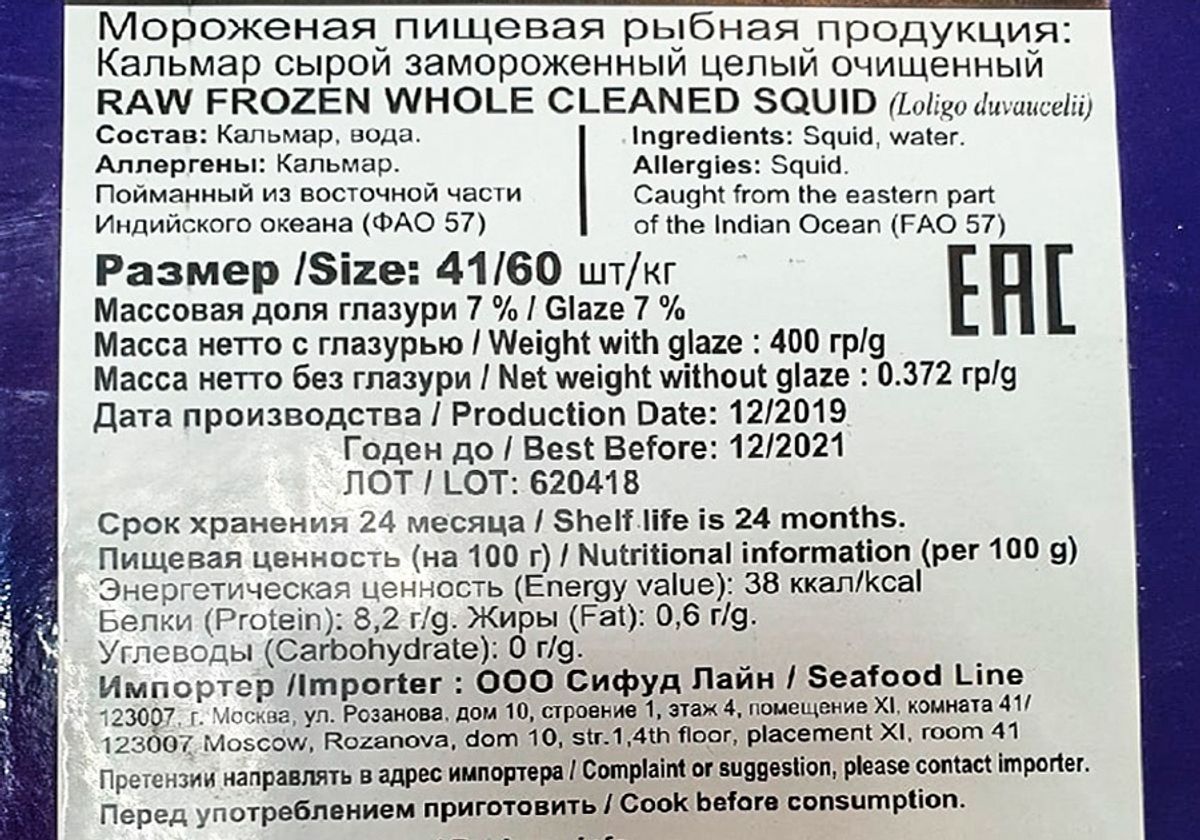 Мороженая пищевая рыбная продукция:
Кальмар сырой замороженный целый очищенный
RAW FROZEN WHOLE CLEANED SQUID (Loligo duvaucelii)
Состав: Кальмар, вода.
Аллергены: Кальмар.
Пойманный из восточной части
Индийского океана (ФАО 57)
Ingredients: Squid, water.
Allergies: Squid.
Caught from the eastern part
of the Indian Ocean (FAO 57)
Размер /Size: 41/60 шт/кг
EAC
Массовая доля глазури 7 % / Glaze 7 %
Масса нетто с глазурью / Weight with glaze : 400 гр/g
Масса нетто без глазури / Net weight without glaze : 0.372 гр/g
Дата производства / Production Date: 12/2019
Годен до / Best Before: 12/2021
ЛОТ / LOT: 620418
Срок хранения 24 месяца / Shelf life is 24 months.
Пищевая ценность (на 100 г) / Nutritional information (per 100 g)
Энергетическая ценность (Energy value): 38 ккал/kcal
Белки (Protein): 8,2 г/g. Жиры (Fat): 0,6 г/g.
Углеводы (Carbohydrate): 0 г/g.
Импортер /Importer : ООО Сифуд Лайн / Seafood Line
123007, г. Москва, ул. Розанова, дом 10, строение 1, этаж 4, помещение XI, комната 41/
123007 Moscow, Rozanova, dom 10, str.1,4th floor, placement XI, room 41
Претензии направлять в адрес импортера / Complaint or suggestion, please contact importer.
Перед употреблением приготовить / Cook before consumption.